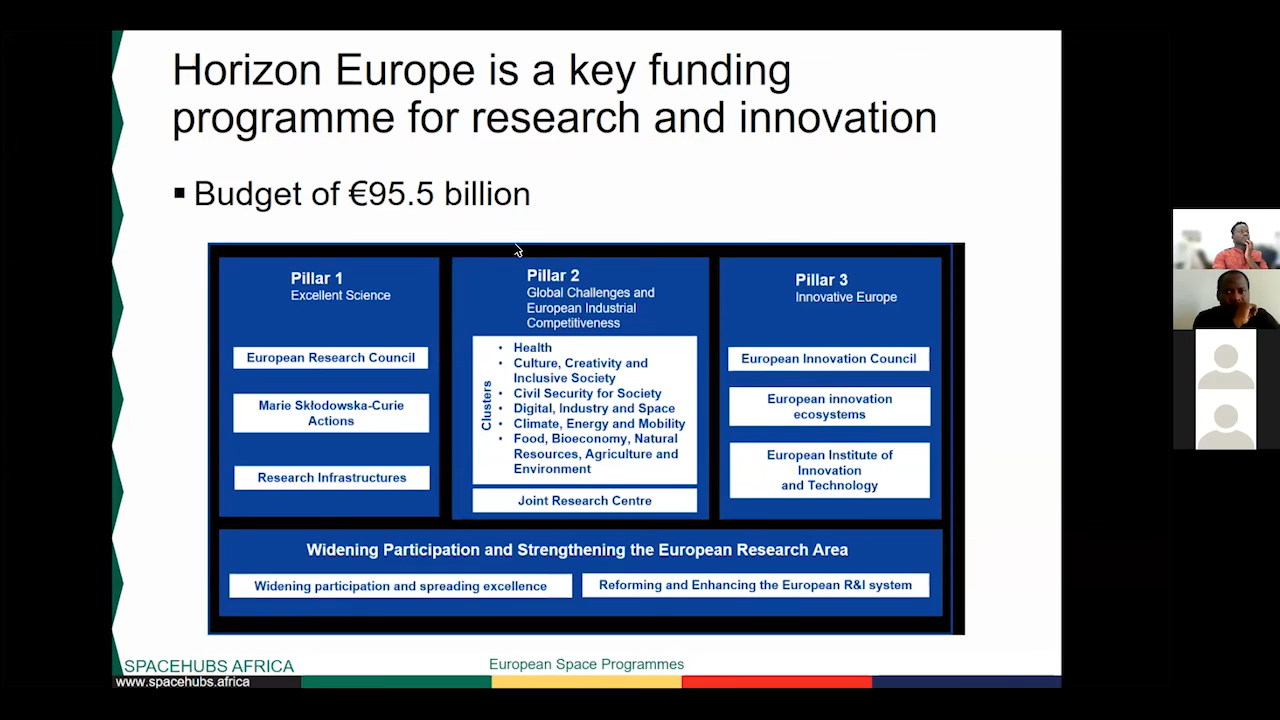 Horizon Europe is a key funding
programme for research and innovation
▪ Budget of €95.5 billion
Pillar 1
Excellent Science
European Research Council
Marie Skłodowska-Curie
Actions
Research Infrastructures
Pillar 2
Global Challenges and
European Industrial
Competitiveness
Clusters
• Health
• Culture, Creativity and
Inclusive Society
• Civil Security for Society
• Digital, Industry and Space
• Climate, Energy and Mobility
• Food, Bioeconomy, Natural
Resources, Agriculture and
Environment
Joint Research Centre
Pillar 3
Innovative Europe
European Innovation Council
European innovation
ecosystems
European Institute of
Innovation
and Technology
Widening Participation and Strengthening the European Research Area
Widening participation and spreading excellence
Reforming and Enhancing the European R&I system
SPACEHUBS AFRICA
European Space Programmes
www.spacehubs.africa